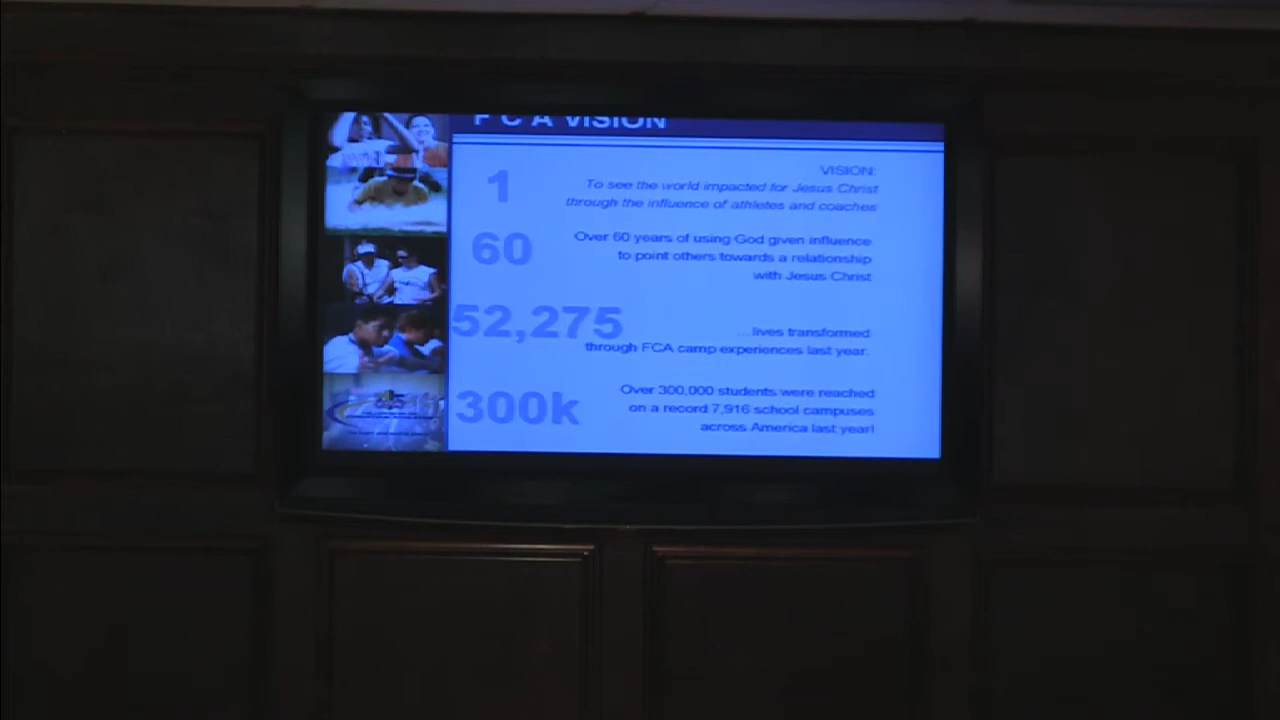 F C A VISION
1
VISION:
To see the world impacted for Jesus Christ
through the influence of athletes and coaches
60
Over 60 years of using God given influence
to point others towards a relationship
with Jesus Christ
52,275
...lives transformed
through FCA camp experiences last year.
300k
Over 300,000 students were reached
on a record 7,916 school campuses
across America last year!